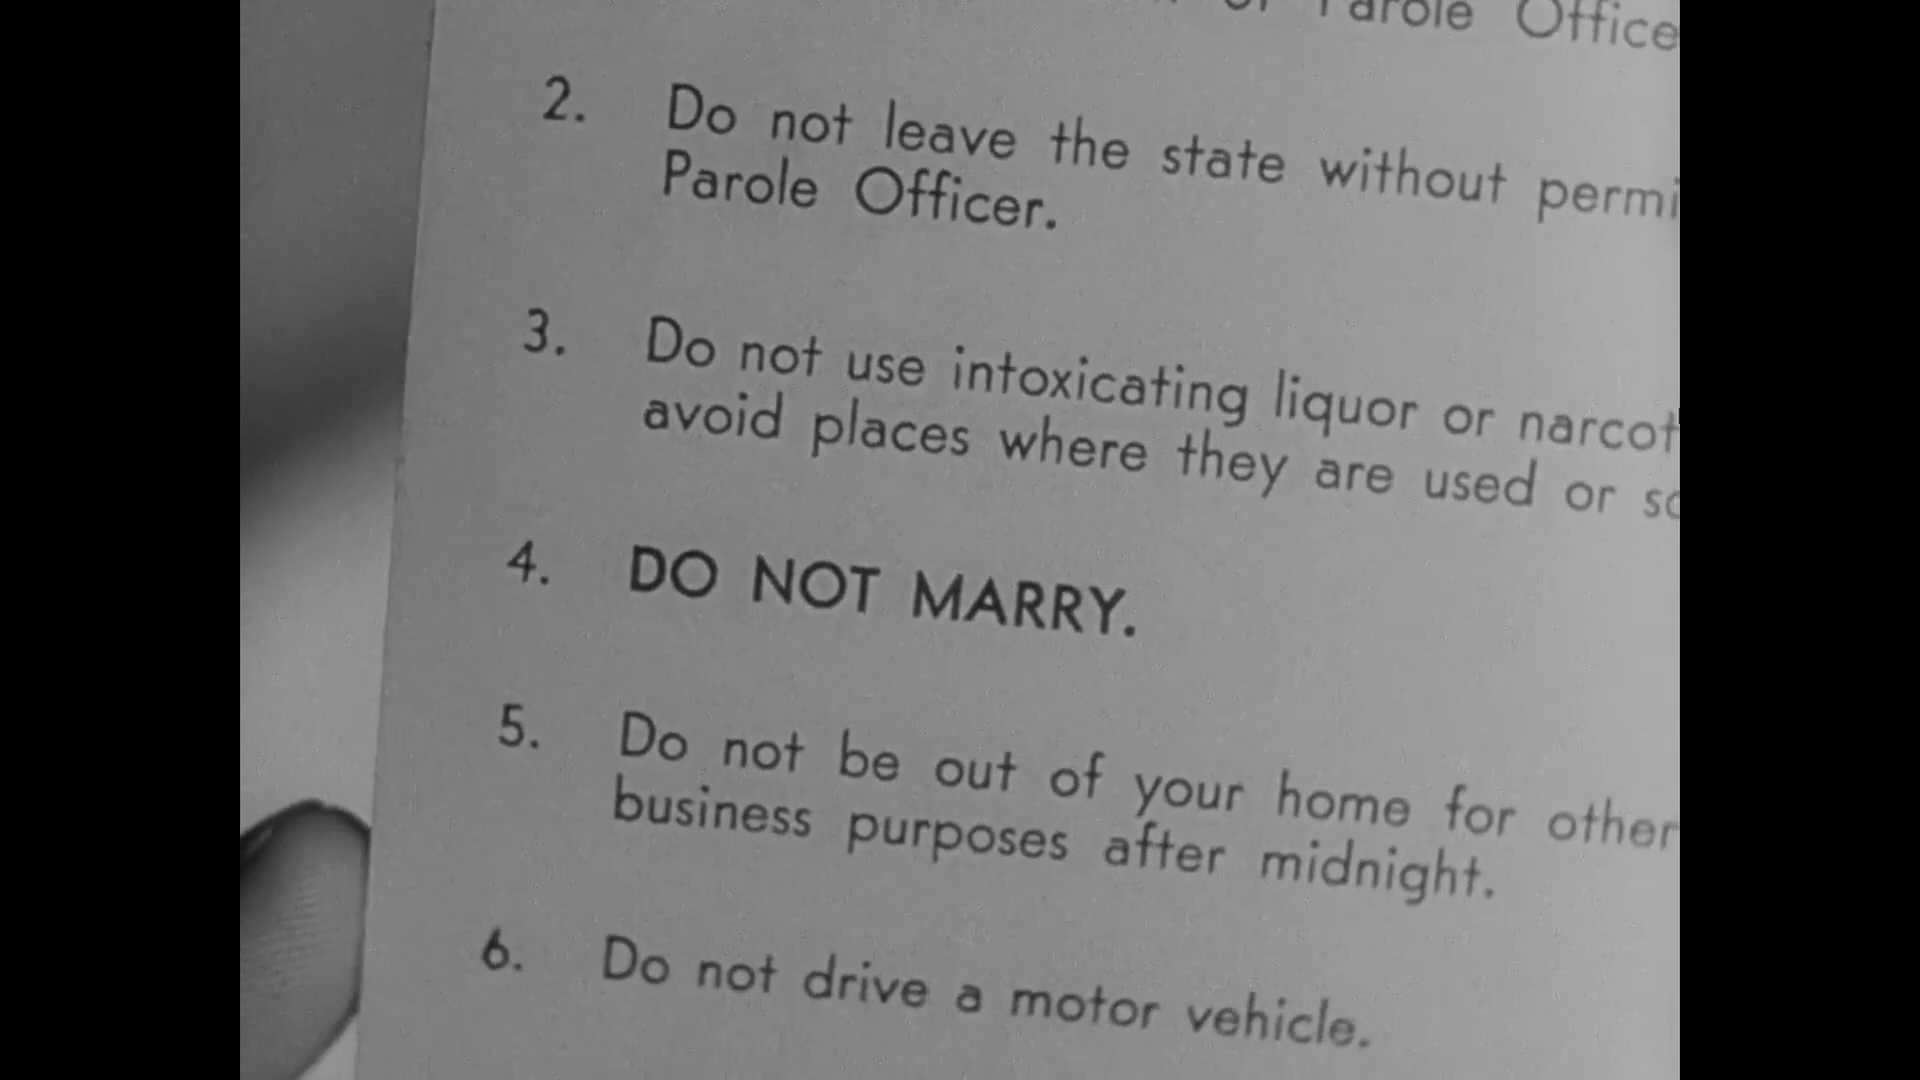 Parole Office
2. Do not leave the state without permi
Parole Officer.
3. Do not use intoxicating liquor or narcot
avoid places where they are used or so
4. DO NOT MARRY.
5. Do not be out of your home for other
business purposes after midnight.
6. Do not drive a motor vehicle.